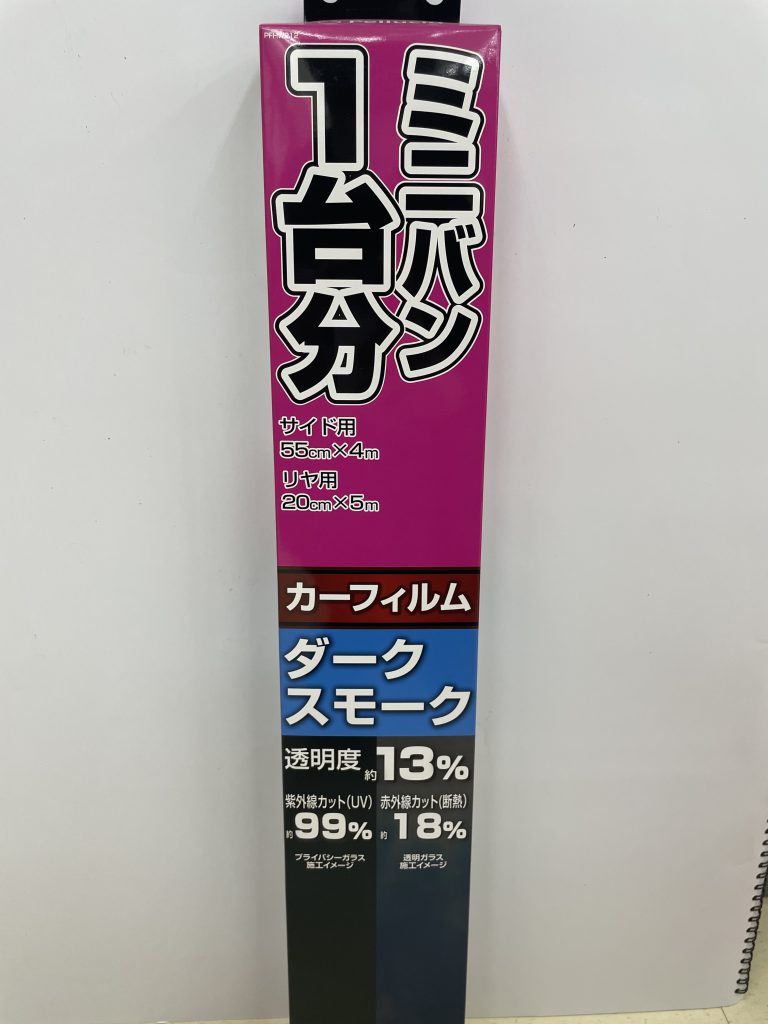 ミニバン
1台分
サイド用
55cm×4m
リヤ用
20cm×5m
カーフィルム
ダーク
スモーク
透明度 約13%
紫外線カット(UV) 赤外線カット(断熱)
約99% 約18%
プライバシーガラス 透明ガラス
施工イメージ 施工イメージ